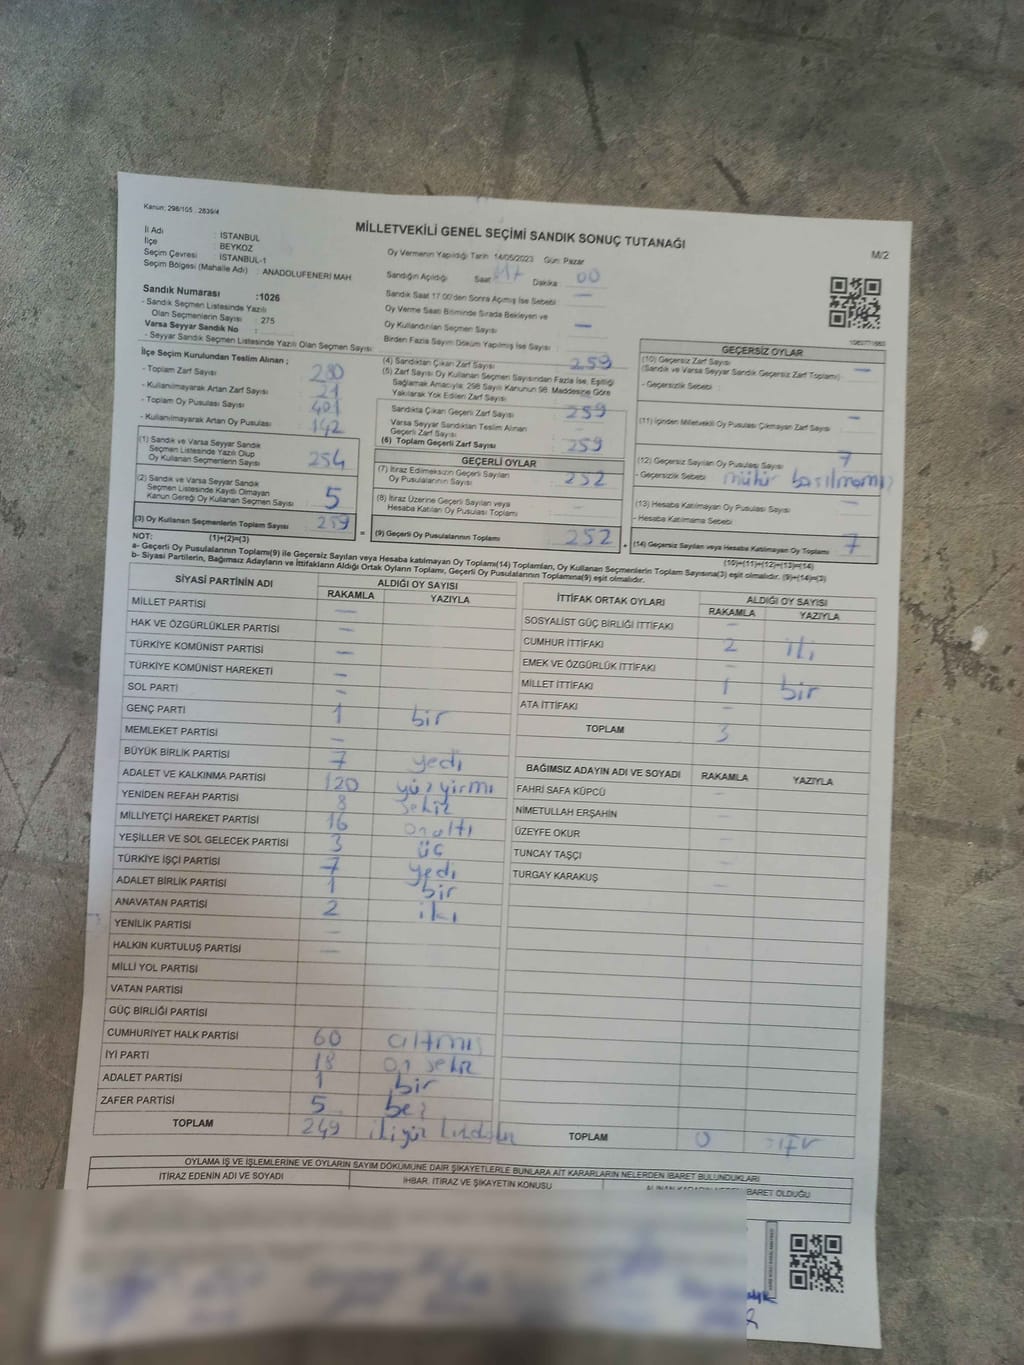 Kanun: 298/105 : 2839/4
MİLLETVEKİLİ GENEL SEÇİMİ SANDIK SONUÇ TUTANAĞI
M/2
İl Adı : İSTANBUL
İlçe : BEYKOZ
Seçim Çevresi : İSTANBUL-1
Seçim Bölgesi (Mahalle Adı) : ANADOLUFENERİ MAH
Sandık Numarası :1026
- Sandık Seçmen Listesinde Yazılı
Olan Seçmenlerin Sayısı : 275
Varsa Seyyar Sandık No :
- Seyyar Sandık Seçmen Listesinde Yazılı Olan Seçmen Sayısı
Oy Vermenin Yapıldığı Tarih 14/05/2023 Gün: Pazar
Sandığın Açıldığı Saat 17 Dakika : 00
Sandık Saat 17:00'den Sonra Açılmış İse Sebebi : —
Oy Verme Saati Bitiminde Sırada Bekleyen ve
Oy Kullandırılan Seçmen Sayısı : —
Birden Fazla Sayım Döküm Yapılmış İse Sayısı :
İlçe Seçim Kurulundan Teslim Alınan ;
- Toplam Zarf Sayısı : 280
- Kullanılmayarak Artan Zarf Sayısı : 21
- Toplam Oy Pusulası Sayısı : 401
- Kullanılmayarak Artan Oy Pusulası : 142
(1) Sandık ve Varsa Seyyar Sandık
Seçmen Listesinde Yazılı Olup
Oy Kullanan Seçmenlerin Sayısı : 254
(2) Sandık ve Varsa Seyyar Sandık
Seçmen Listesinde Kayıtlı Olmayan
Kanun Gereği Oy Kullanan Seçmen Sayısı : 5
(3) Oy Kullanan Seçmenlerin Toplam Sayısı : 259
(4) Sandıktan Çıkan Zarf Sayısı : 259
(5) Zarf Sayısı Oy Kullanan Seçmen Sayısından Fazla İse, Eşitliği
Sağlamak Amacıyla; 298 Sayılı Kanunun 98. Maddesine Göre
Yakılarak Yok Edilen Zarf Sayısı :
Sandıkta Çıkan Geçerli Zarf Sayısı : 259
Varsa Seyyar Sandıktan Teslim Alınan
Geçerli Zarf Sayısı :
(6) Toplam Geçerli Zarf Sayısı : 259
GEÇERLİ OYLAR
(7) İtiraz Edilmeksizin Geçerli Sayılan
Oy Pusulalarının Sayısı : 252
(8) İtiraz Üzerine Geçerli Sayılan veya
Hesaba Katılan Oy Pusulası Toplamı :
= (9) Geçerli Oy Pusulalarının Toplamı : 252
GEÇERSİZ OYLAR
(10) Geçersiz Zarf Sayısı
(Sandık ve Varsa Seyyar Sandık Geçersiz Zarf Toplamı) : —
- Geçersizlik Sebebi :
(11) İçinden Milletvekili Oy Pusulası Çıkmayan Zarf Sayısı : —
(12) Geçersiz Sayılan Oy Pusulası Sayısı : 7
- Geçersizlik Sebebi : mühür basılmamış
(13) Hesaba Katılmayan Oy Pusulası Sayısı : —
- Hesaba Katılmama Sebebi
+ (14) Geçersiz Sayılan veya Hesaba Katılmayan Oy Toplamı : 7
NOT: (1)+(2)=(3) (10)+(11)+(12)+(13)=(14)
a- Geçerli Oy Pusulalarının Toplamı(9) ile Geçersiz Sayılan veya Hesaba katılmayan Oy Toplamı(14) Toplamları, Oy Kullanan Seçmenlerin Toplam Sayısına(3) eşit olmalıdır. (9)+(14)=(3)
b- Siyasi Partilerin, Bağımsız Adayların ve İttifakların Aldığı Ortak Oyların Toplamı, Geçerli Oy Pusulalarının Toplamına(9) eşit olmalıdır.
SİYASİ PARTİNİN ADI ALDIĞI OY SAYISI
RAKAMLA YAZIYLA
MİLLET PARTİSİ —
HAK VE ÖZGÜRLÜKLER PARTİSİ —
TÜRKİYE KOMÜNİST PARTİSİ —
TÜRKİYE KOMÜNİST HAREKETİ —
SOL PARTİ —
GENÇ PARTİ 1 bir
MEMLEKET PARTİSİ —
BÜYÜK BİRLİK PARTİSİ 7 yedi
ADALET VE KALKINMA PARTİSİ 120 yüz yirmi
YENİDEN REFAH PARTİSİ 8 sekiz
MİLLİYETÇİ HAREKET PARTİSİ 16 onaltı
YEŞİLLER VE SOL GELECEK PARTİSİ 3 üç
TÜRKİYE İŞÇİ PARTİSİ 7 yedi
ADALET BİRLİK PARTİSİ 1 bir
ANAVATAN PARTİSİ 2 iki
YENİLİK PARTİSİ —
HALKIN KURTULUŞ PARTİSİ —
MİLLİ YOL PARTİSİ
VATAN PARTİSİ
GÜÇ BİRLİĞİ PARTİSİ
CUMHURİYET HALK PARTİSİ 60 altmış
İYİ PARTİ 18 on sekiz
ADALET PARTİSİ 1 bir
ZAFER PARTİSİ 5 beş
TOPLAM 249
İTTİFAK ORTAK OYLARI ALDIĞI OY SAYISI
RAKAMLA YAZIYLA
SOSYALİST GÜÇ BİRLİĞİ İTTİFAKI —
CUMHUR İTTİFAKI 2 iki
EMEK VE ÖZGÜRLÜK İTTİFAKI —
MİLLET İTTİFAKI 1 bir
ATA İTTİFAKI —
TOPLAM 3
BAĞIMSIZ ADAYIN ADI VE SOYADI RAKAMLA YAZIYLA
FAHRİ SAFA KÜPCÜ —
NİMETULLAH ERŞAHİN —
ÜZEYFE OKUR —
TUNCAY TAŞÇI —
TURGAY KARAKUŞ —
TOPLAM 0 sıfır
OYLAMA İŞ VE İŞLEMLERİNE VE OYLARIN SAYIM DÖKÜMÜNE DAİR ŞİKAYETLERLE BUNLARA AİT KARARLARIN NELERDEN İBARET BULUNDUKLARI
İTİRAZ EDENİN ADI VE SOYADI İHBAR, İTİRAZ VE ŞİKAYETİN KONUSU İBARET OLDUĞU